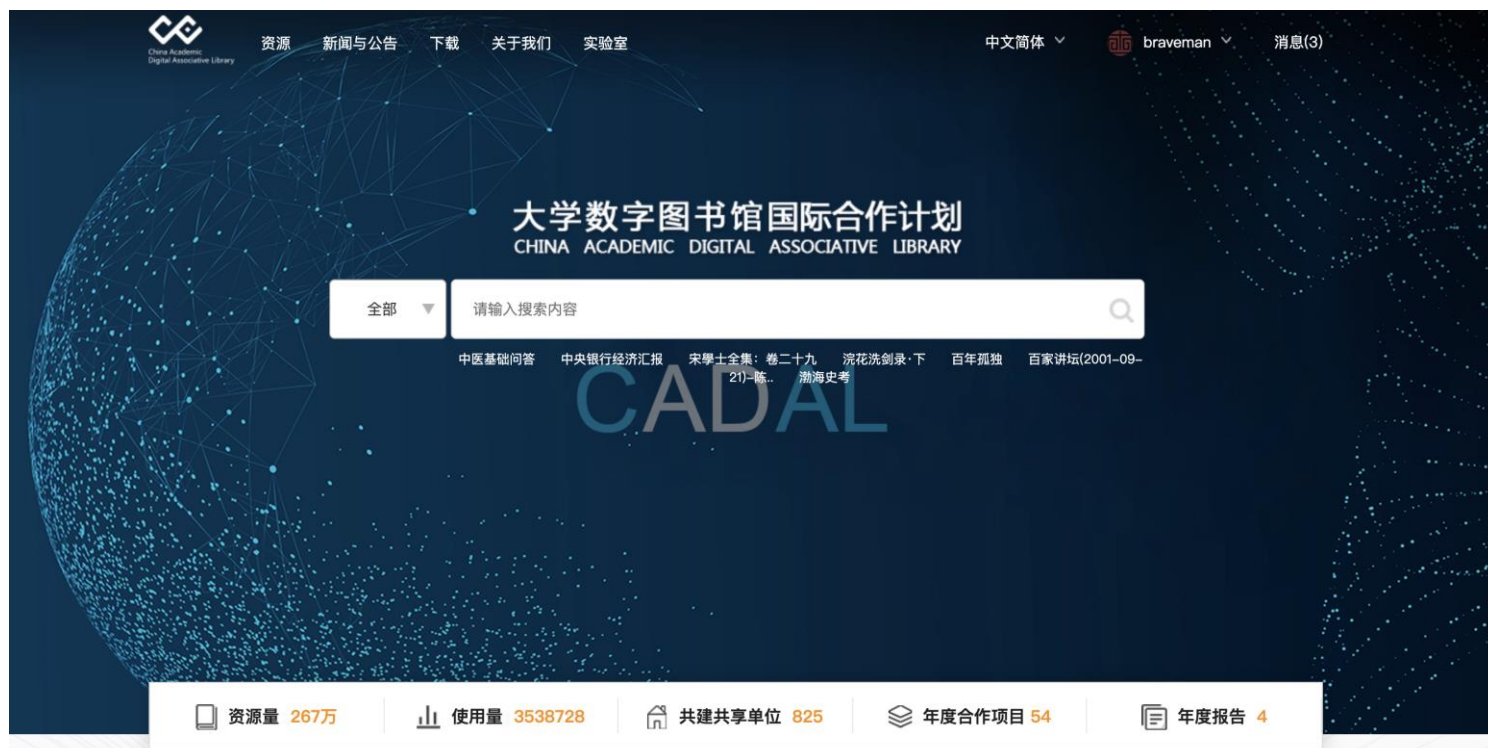 China Academic
Digital Associative Library
资源 新闻与公告 下载 关于我们 实验室 中文简体 braveman 消息(3)
大学数字图书馆国际合作计划
CHINA ACADEMIC DIGITAL ASSOCIATIVE LIBRARY
全部 请输入搜索内容
中医基础问答 中央银行经济汇报 宋學士全集：卷二十九 浣花洗剑录·下 百年孤独 百家讲坛(2001-09-
21)-陈.. 渤海史考
CADAL
资源量 267万 使用量 3538728 共建共享单位 825 年度合作项目 54 年度报告 4